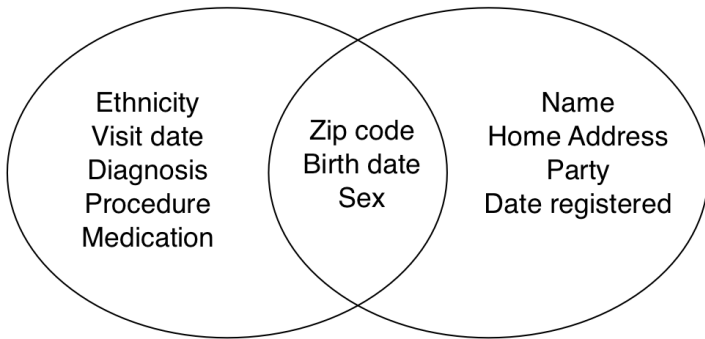 Ethnicity
Visit date
Diagnosis
Procedure
Medication
Zip code
Birth date
Sex
Name
Home Address
Party
Date registered